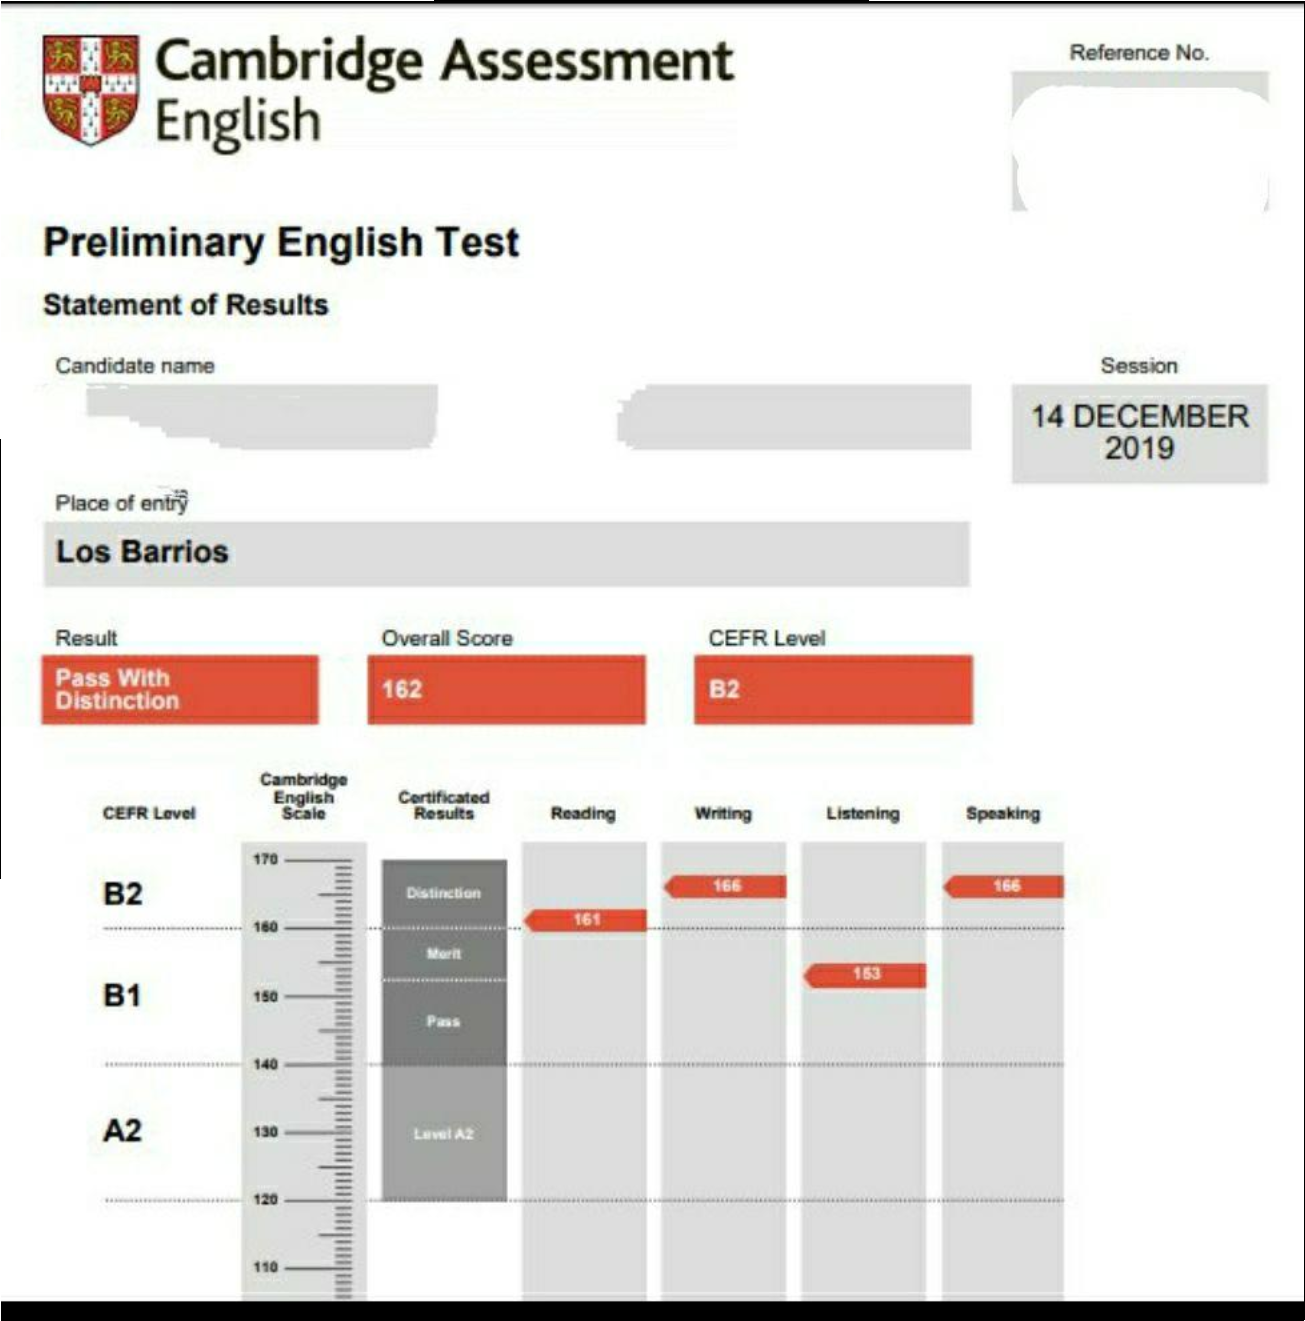 Cambridge Assessment
English
Reference No.
Preliminary English Test
Statement of Results
Candidate name
Session
14 DECEMBER
2019
Place of entry
Los Barrios
Result
Overall Score
CEFR Level
Pass With
Distinction
162
B2
CEFR Level
Cambridge
English
Scale
Certificated
Results
Reading
Writing
Listening
Speaking
170
B2
Distinction
166
166
161
160
Merit
153
B1
150
Pass
140
A2
130
Level A2
120
110